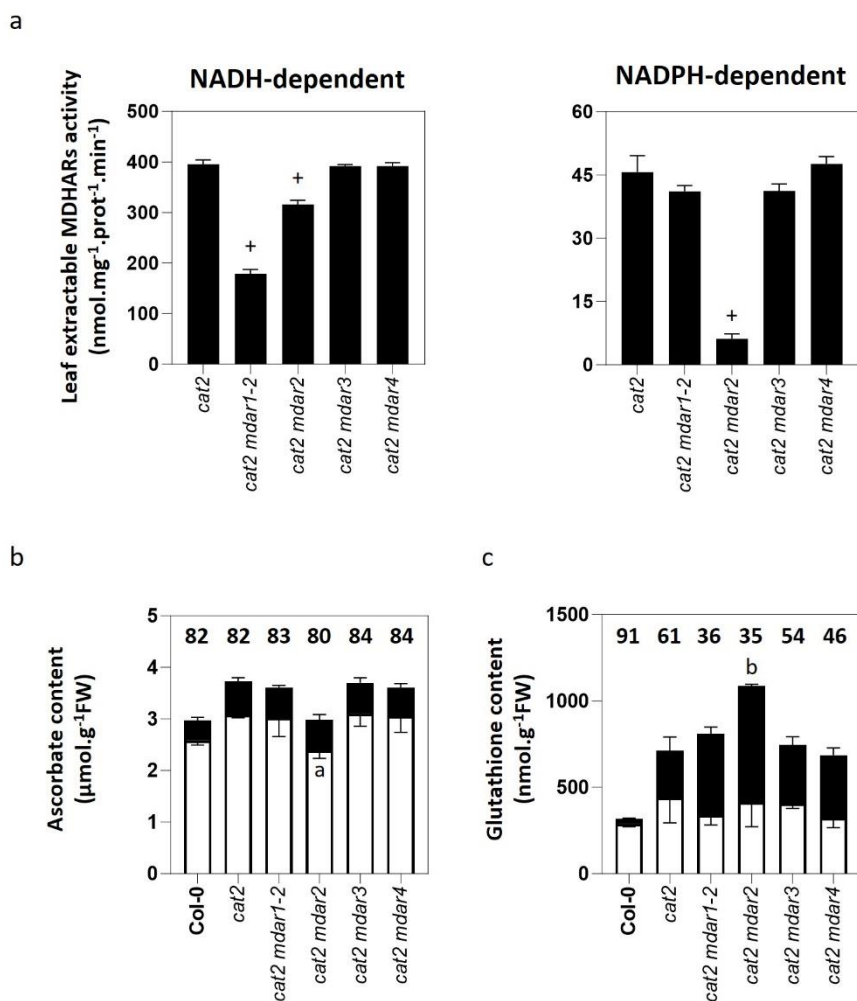 a
NADH-dependent
Leaf extractable MDHARs activity
(nmol.mg⁻¹.prot⁻¹.min⁻¹)
500
400
300
200
100
0
+
+
cat2
cat2 mdar1-2
cat2 mdar2
cat2 mdar3
cat2 mdar4
NADPH-dependent
60
45
30
15
0
+
cat2
cat2 mdar1-2
cat2 mdar2
cat2 mdar3
cat2 mdar4
b
Ascorbate content
(µmol.g⁻¹FW)
5
4
3
2
1
0
82 82 83 80 84 84
a
Col-0
cat2
cat2 mdar1-2
cat2 mdar2
cat2 mdar3
cat2 mdar4
c
Glutathione content
(nmol.g⁻¹FW)
1500
1000
500
0
91 61 36 35 54 46
b
Col-0
cat2
cat2 mdar1-2
cat2 mdar2
cat2 mdar3
cat2 mdar4